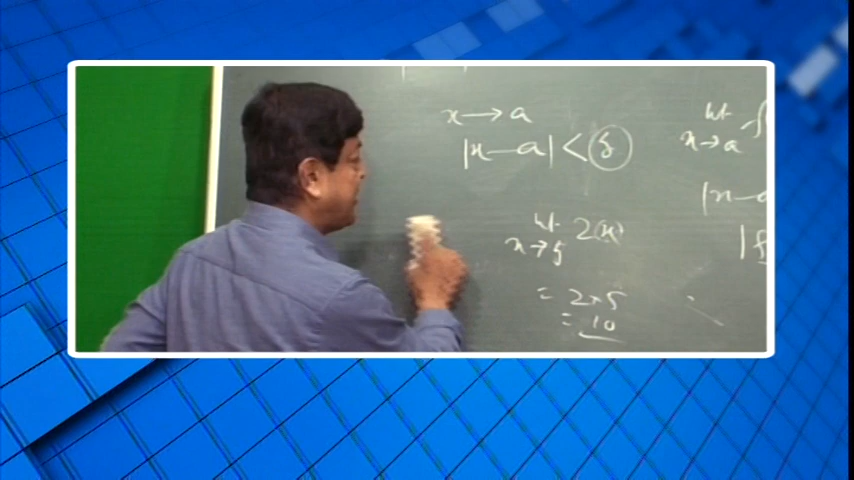 x → a
|x - a| < δ
lt 2(x)
x → 5
= 2 × 5
= 10
lt f
x → a
|x - a
|f